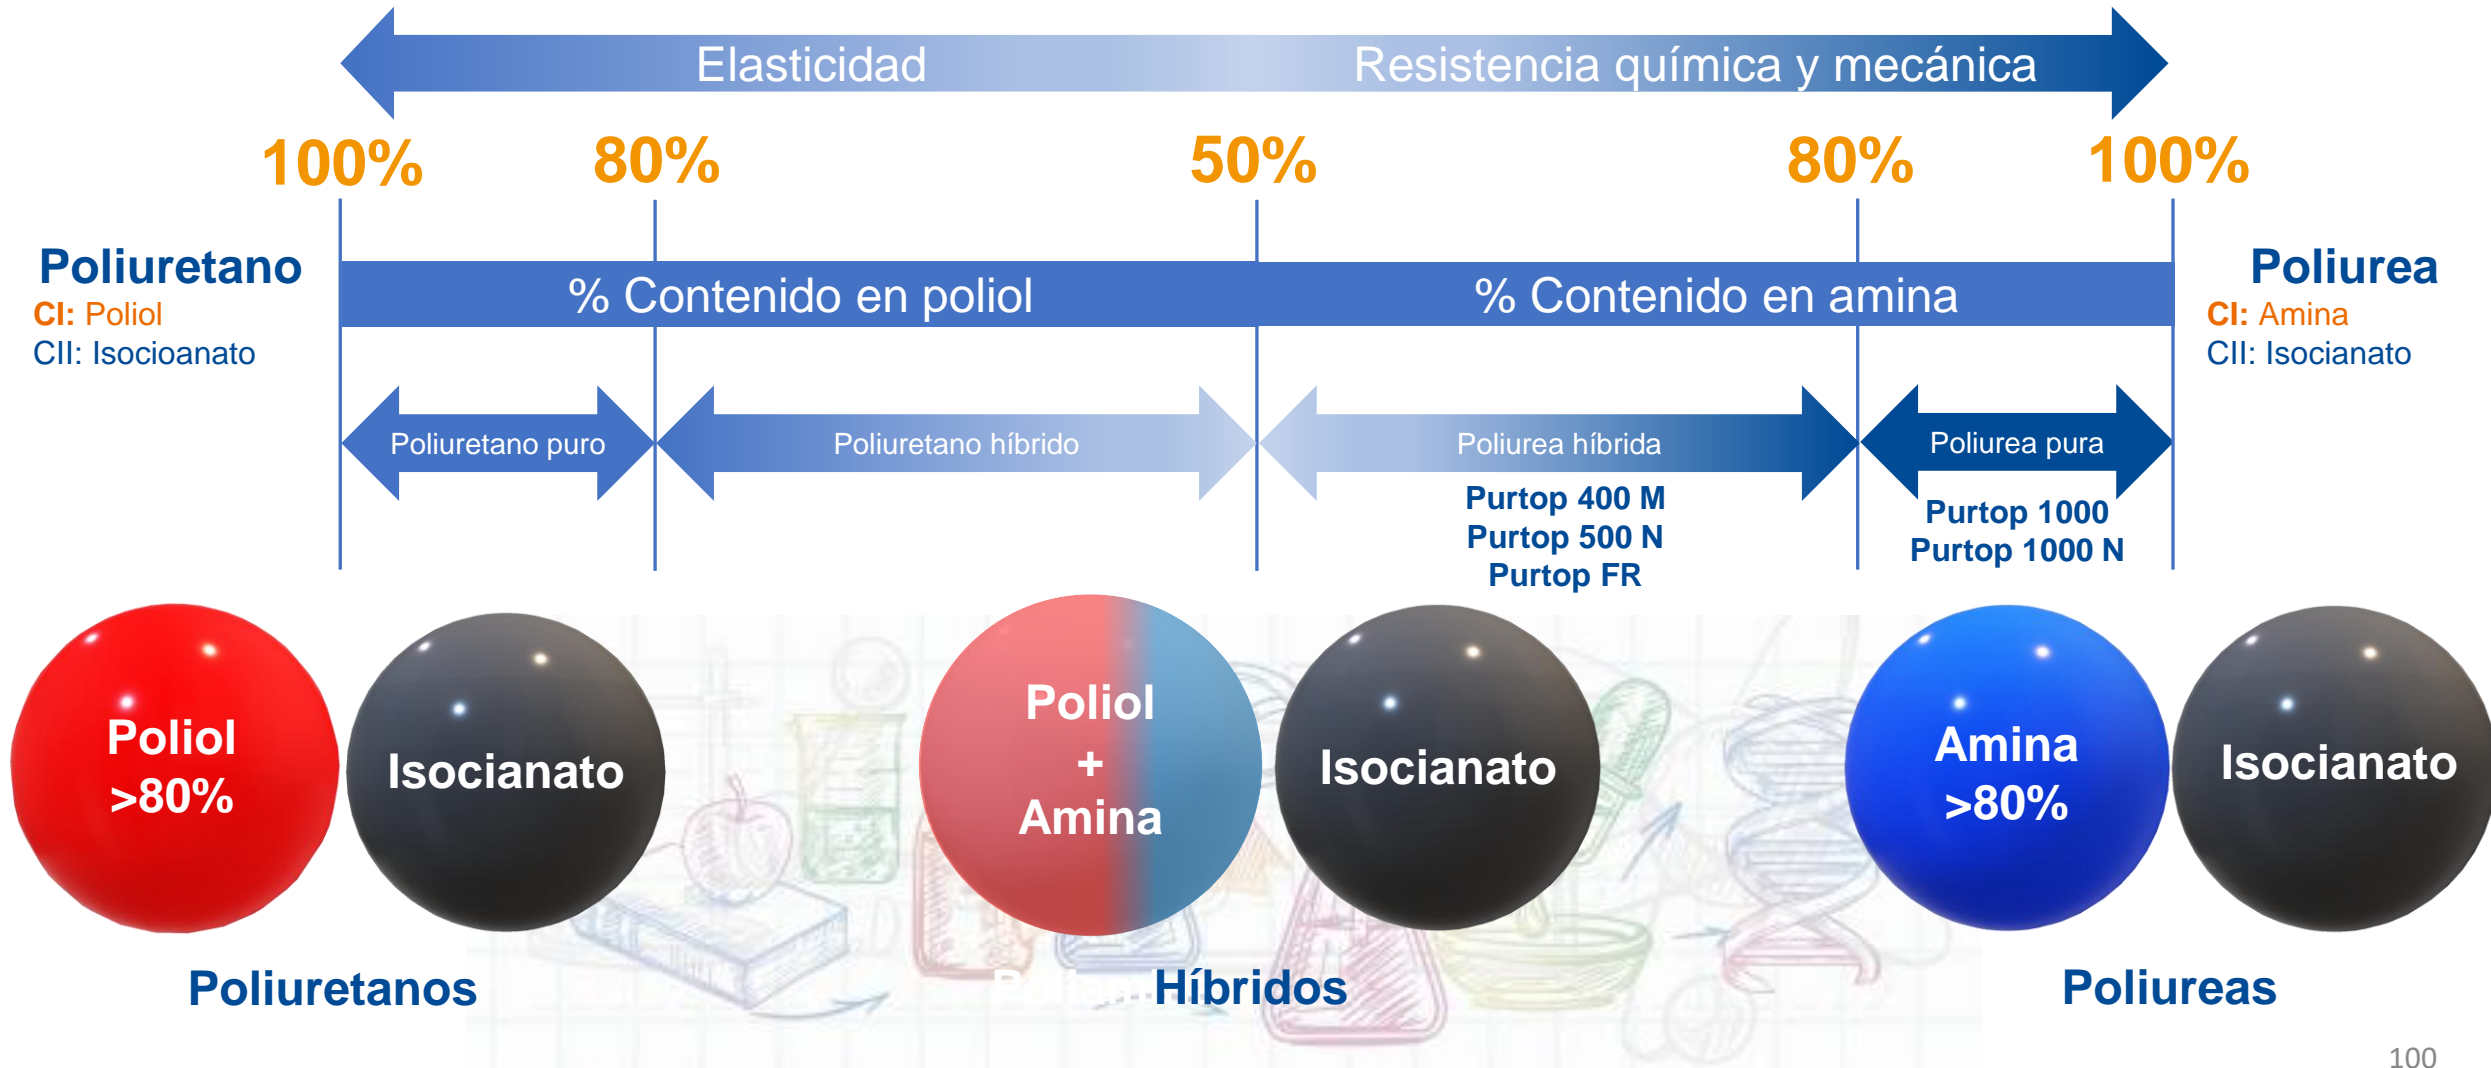 Elasticidad
Resistencia química y mecánica
100%
80%
50%
80%
100%
Poliuretano
CI: Poliol
CII: Isocioanato
% Contenido en poliol
% Contenido en amina
Poliurea
CI: Amina
CII: Isocianato
Poliuretano puro
Poliuretano híbrido
Poliurea híbrida
Poliurea pura
Purtop 400 M
Purtop 500 N
Purtop FR
Purtop 1000
Purtop 1000 N
Poliol
>80%
Isocianato
Poliol
+
Amina
Isocianato
Amina
>80%
Isocianato
Poliuretanos
Híbridos
Poliureas
100